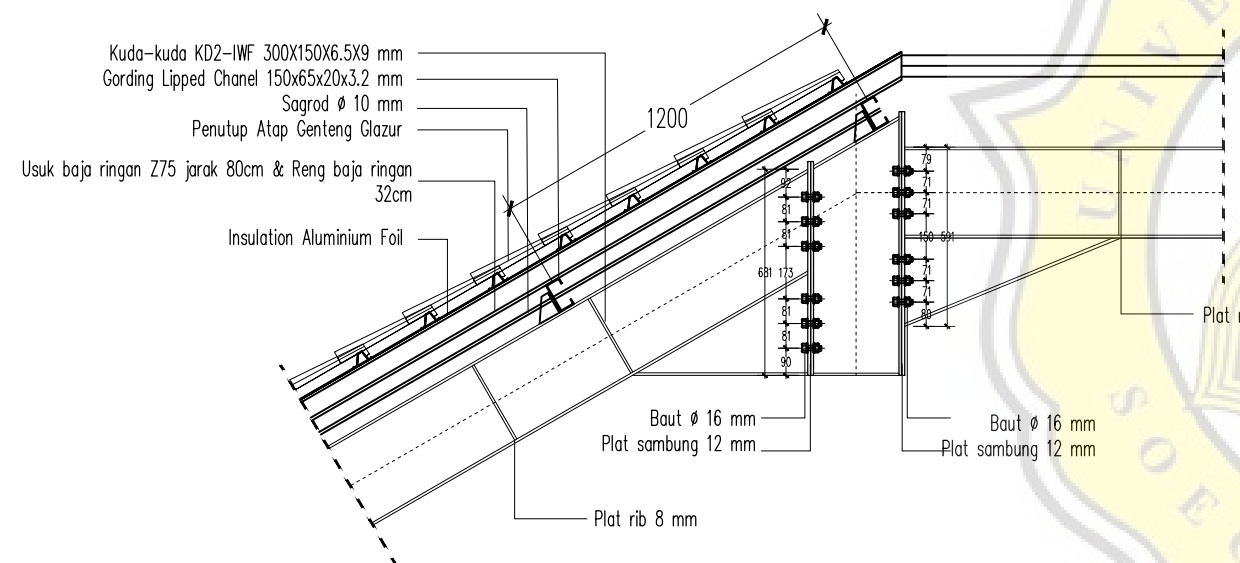 Kuda-kuda KD2-IWF 300X150X6.5X9 mm
Gording Lipped Chanel 150x65x20x3.2 mm
Sagrod ø 10 mm
Penutup Atap Genteng Glazur
Usuk baja ringan Z75 jarak 80cm & Reng baja ringan
32cm
Insulation Aluminium Foil
1200
92
81
81
681 173
81
81
90
79
71
71
150 591
71
71
80
Plat
Baut ø 16 mm
Plat sambung 12 mm
Baut ø 16 mm
Plat sambung 12 mm
Plat rib 8 mm
UNIVE
SOE